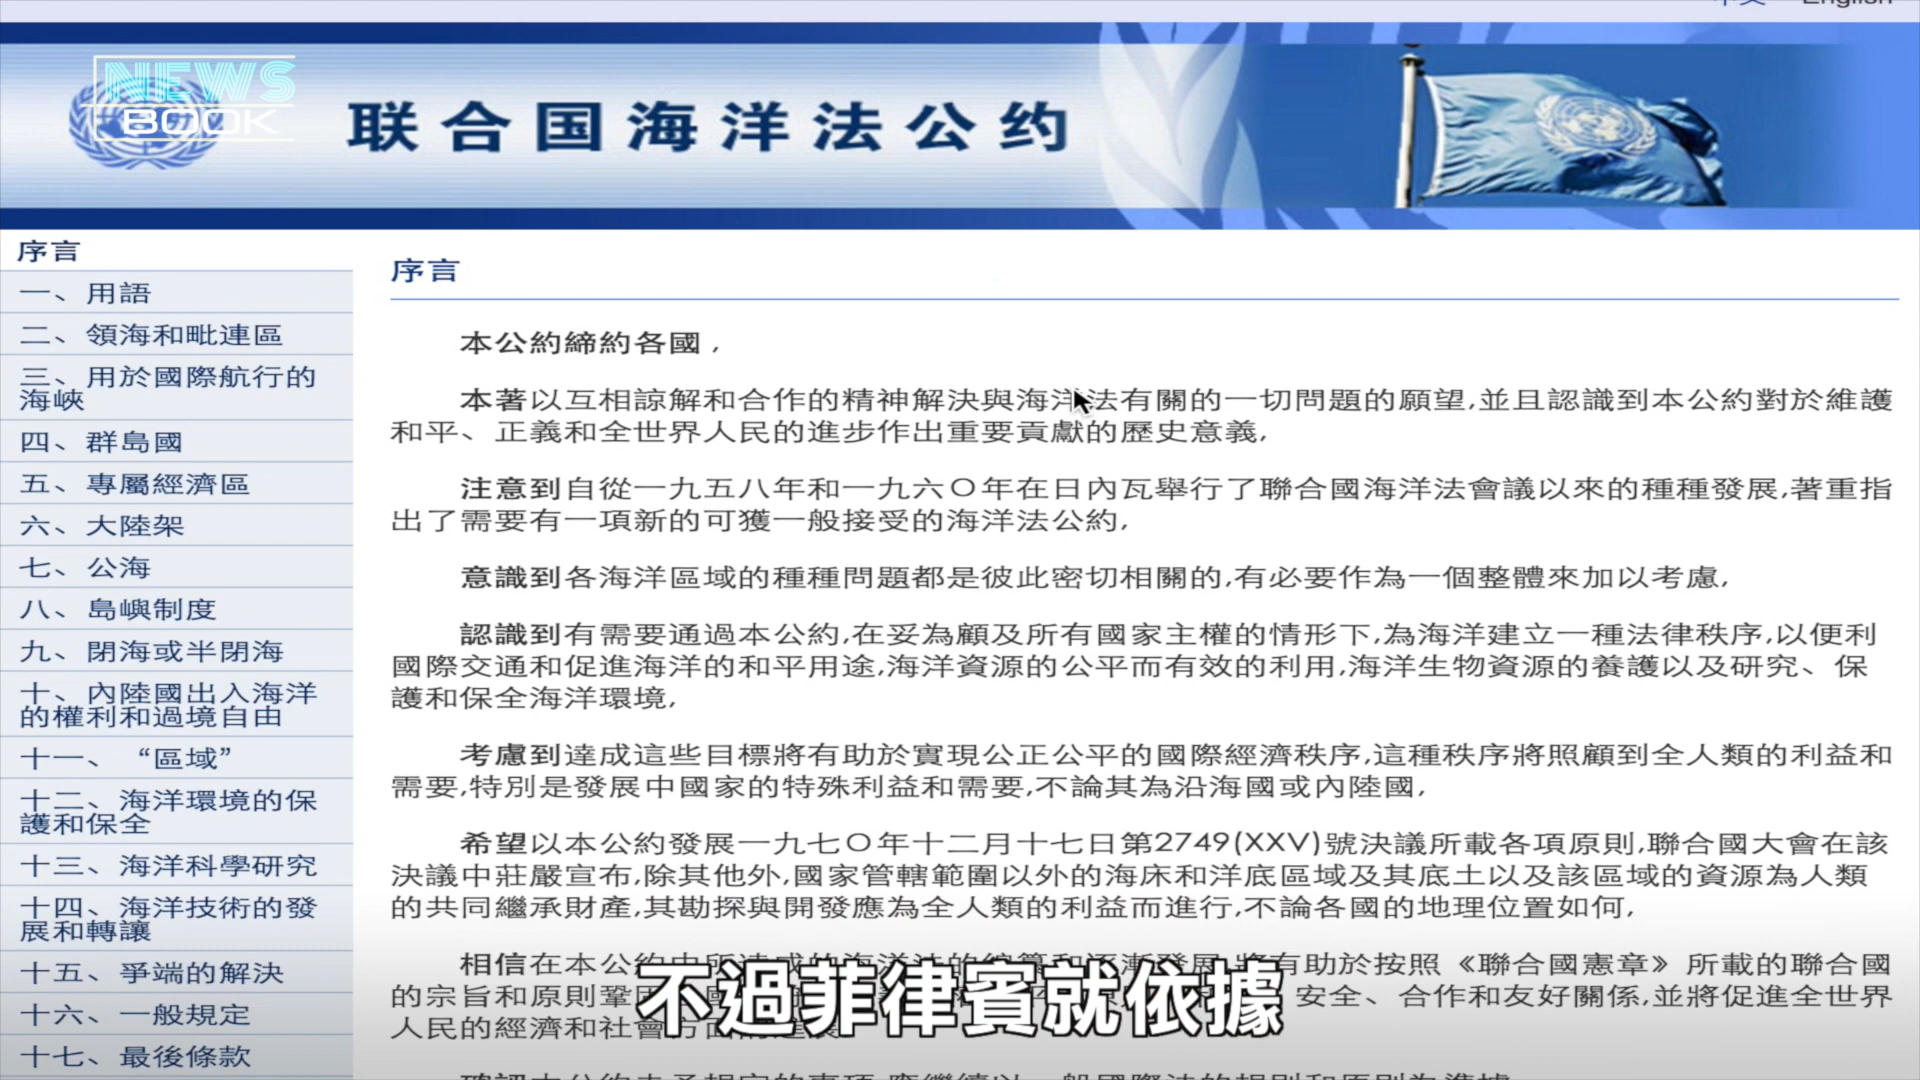 English
NEWS
BOOK
联合国海洋法公约
序言
一、用語
二、領海和毗連區
三、用於國際航行的
海峽
四、群島國
五、專屬經濟區
六、大陸架
七、公海
八、島嶼制度
九、閉海或半閉海
十、內陸國出入海洋
的權利和過境自由
十一、“區域”
十二、海洋環境的保
護和保全
十三、海洋科學研究
十四、海洋技術的發
展和轉讓
十五、爭端的解決
十六、一般規定
十七、最後條款
序言
本公約締約各國，
本著以互相諒解和合作的精神解決與海洋法有關的一切問題的願望,並且認識到本公約對於維護
和平、正義和全世界人民的進步作出重要貢獻的歷史意義,
注意到自從一九五八年和一九六〇年在日內瓦舉行了聯合國海洋法會議以來的種種發展,著重指
出了需要有一項新的可獲一般接受的海洋法公約,
意識到各海洋區域的種種問題都是彼此密切相關的,有必要作為一個整體來加以考慮,
認識到有需要通過本公約,在妥為顧及所有國家主權的情形下,為海洋建立一種法律秩序,以便利
國際交通和促進海洋的和平用途,海洋資源的公平而有效的利用,海洋生物資源的養護以及研究、保
護和保全海洋環境,
考慮到達成這些目標將有助於實現公正公平的國際經濟秩序,這種秩序將照顧到全人類的利益和
需要,特別是發展中國家的特殊利益和需要,不論其為沿海國或內陸國,
希望以本公約發展一九七〇年十二月十七日第2749(XXV)號決議所載各項原則,聯合國大會在該
決議中莊嚴宣布,除其他外,國家管轄範圍以外的海床和洋底區域及其底土以及該區域的資源為人類
的共同繼承財產,其勘探與開發應為全人類的利益而進行,不論各國的地理位置如何,
相信在本公約 有助於按照《聯合國憲章》所載的聯合國
的宗旨和原則鞏 安全、合作和友好關係,並將促進全世界
人民的經濟和社會
不過菲律賓就依據